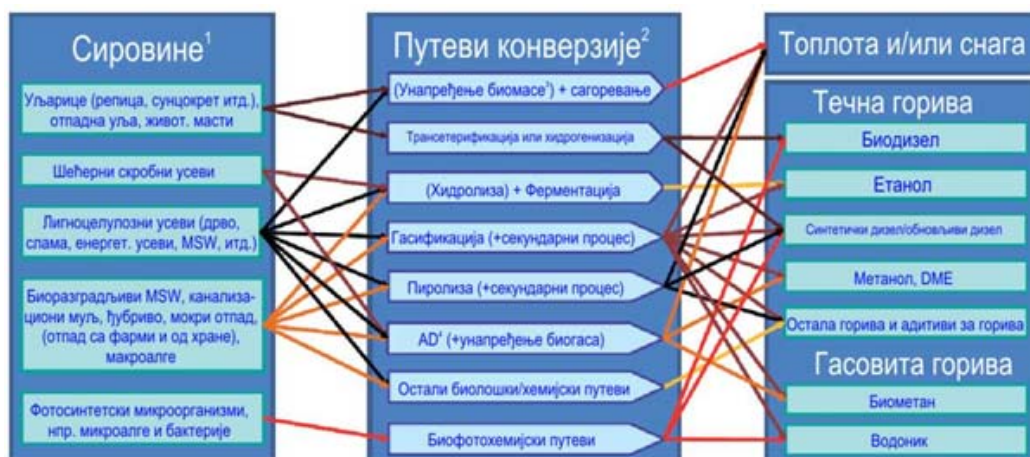 Сировине1
Уљарице (репица, сунцокрет итд.),
отпадна уља, живот. масти
Шећерни скробни усеви
Лигноцелулозни усеви (дрво,
слама, енергет. усеви, MSW, итд.)
Биоразградљиви MSW, канализа-
циони муљ, ђубриво, мокри отпад,
(отпад са фарми и од хране),
макроалге
Фотосинтетски микроорганизми,
нпр. микроалге и бактерије
Путеви конверзије2
(Унапређење биомасе3) + сагоревање
Трансетерификација или хидрогенизација
(Хидролиза) + Ферментација
Гасификација (+секундарни процес)
Пиролиза (+секундарни процес)
AD4 (+унапређење биогаса)
Остали биолошки/хемијски путеви
Биофотохемијски путеви
Топлота и/или снага
Течна горива
Биодизел
Етанол
Синтетички дизел/обновљиви дизел
Метанол, DME
Остала горива и адитиви за горива
Гасовита горива
Биометан
Водоник